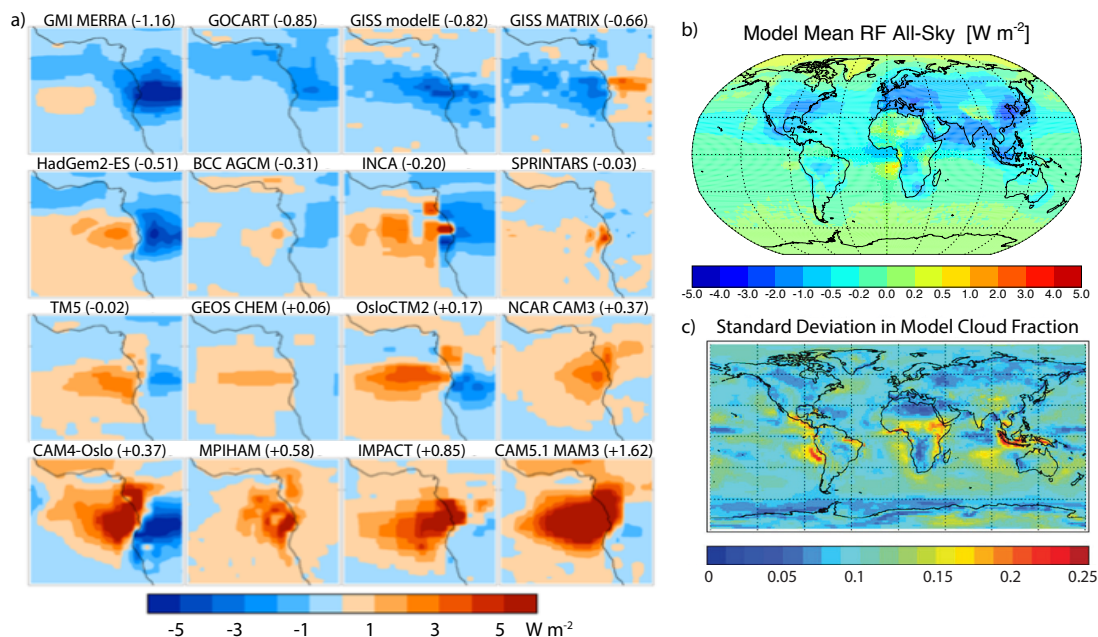 a)
GMI MERRA (-1.16) GOCART (-0.85) GISS modelE (-0.82) GISS MATRIX (-0.66)
HadGem2-ES (-0.51) BCC AGCM (-0.31) INCA (-0.20) SPRINTARS (-0.03)
TM5 (-0.02) GEOS CHEM (+0.06) OsloCTM2 (+0.17) NCAR CAM3 (+0.37)
CAM4-Oslo (+0.37) MPIHAM (+0.58) IMPACT (+0.85) CAM5.1 MAM3 (+1.62)
-5 -3 -1 1 3 5 W m-2
b)
Model Mean RF All-Sky [W m-2]
-5.0 -4.0 -3.0 -2.0 -1.0 -0.5 -0.2 0.0 0.2 0.5 1.0 2.0 3.0 4.0 5.0
c) Standard Deviation in Model Cloud Fraction
0 0.05 0.1 0.15 0.2 0.25